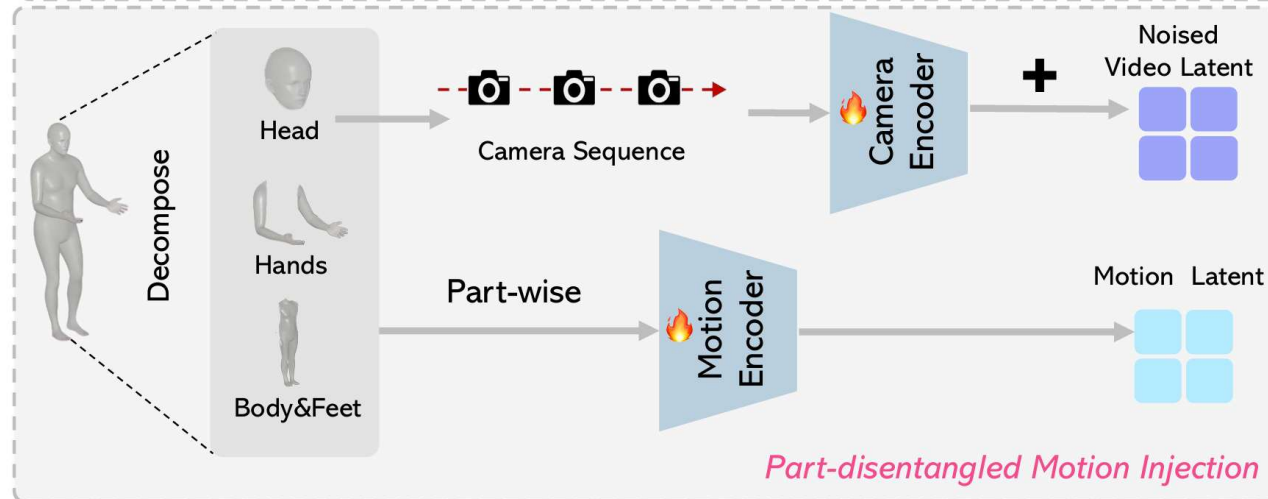 Decompose
Head
Hands
Body&Feet
Camera Sequence
Camera
Encoder
Noised
Video Latent
Part-wise
Motion
Encoder
Motion Latent
Part-disentangled Motion Injection